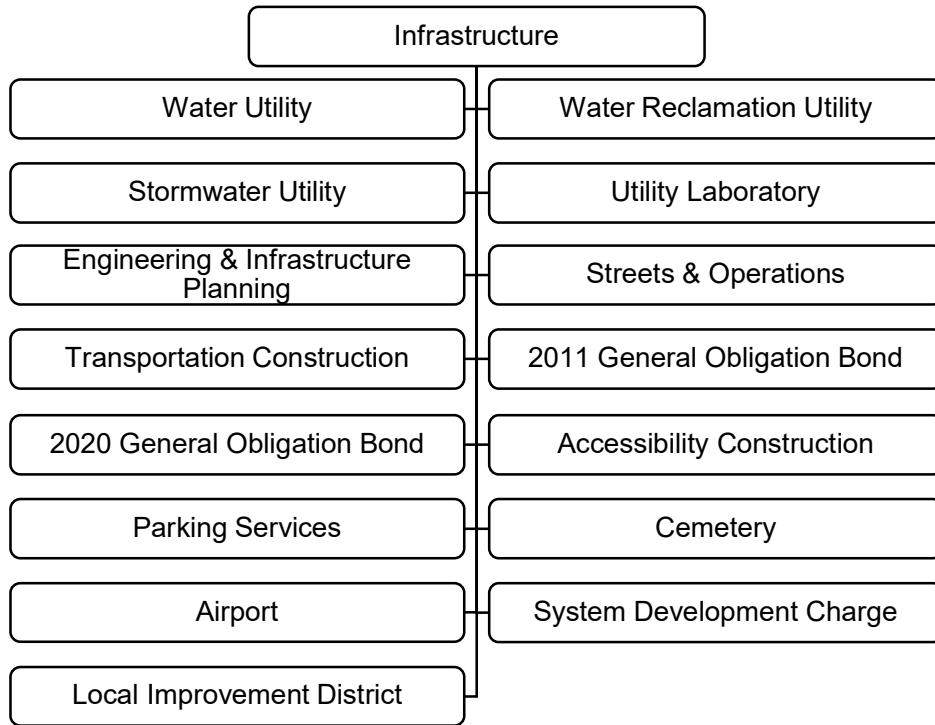 Infrastructure
Water Utility
Water Reclamation Utility
Stormwater Utility
Utility Laboratory
Engineering & Infrastructure
Planning
Streets & Operations
Transportation Construction
2011 General Obligation Bond
2020 General Obligation Bond
Accessibility Construction
Parking Services
Cemetery
Airport
System Development Charge
Local Improvement District